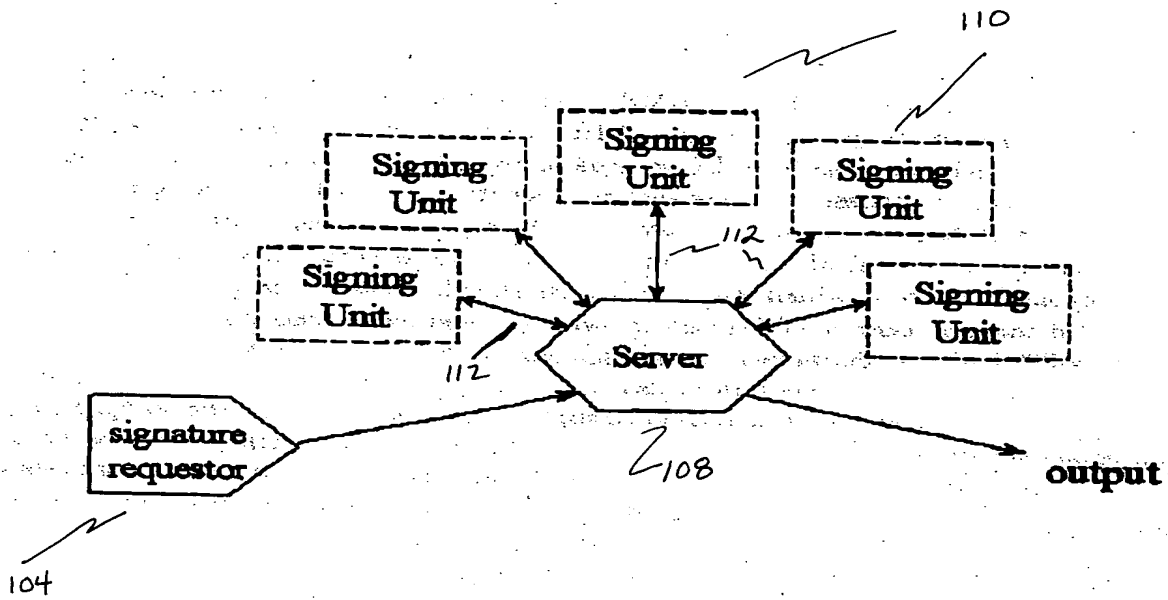 110
Signing
Unit
Signing
Unit
Signing
Unit
Signing
Unit
Signing
Unit
112
112
Server
signature
requestor
108
output
104